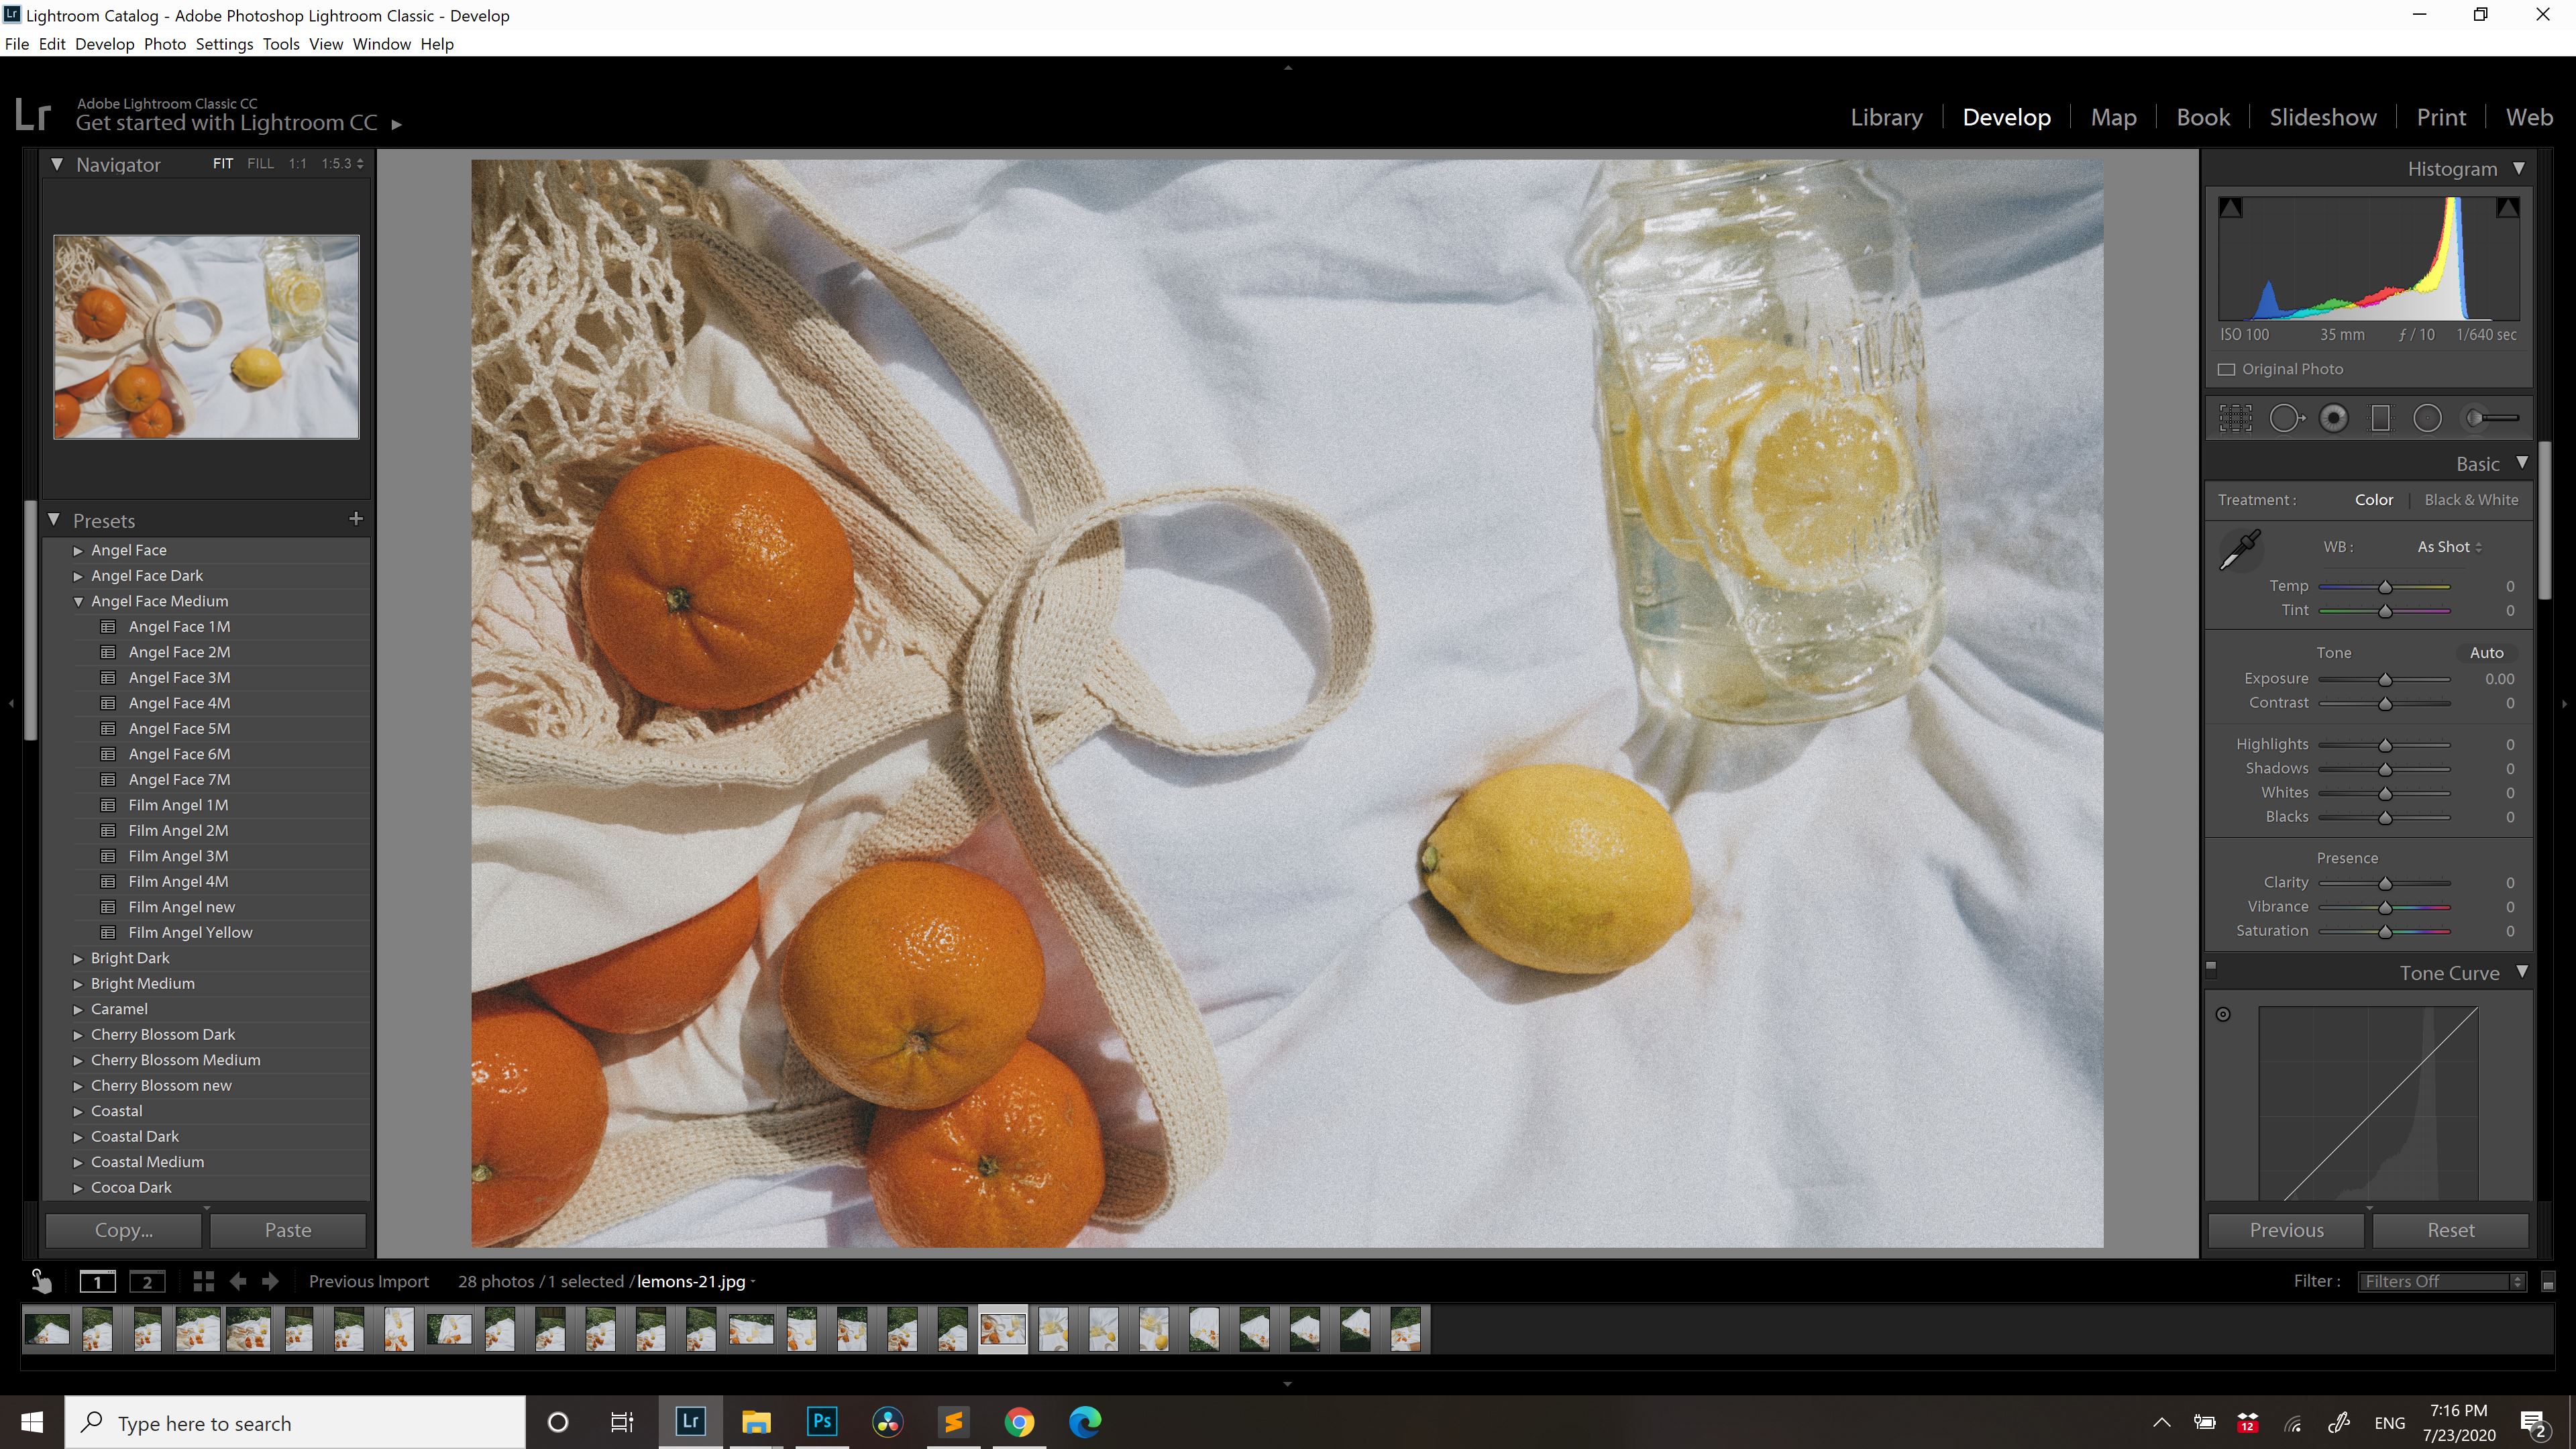 Lr Lightroom Catalog - Adobe Photoshop Lightroom Classic - Develop
File Edit Develop Photo Settings Tools View Window Help
Lr Adobe Lightroom Classic CC
Get started with Lightroom CC
Library | Develop | Map | Book | Slideshow | Print | Web
Navigator FIT FILL 1:1 1:5.3
Presets +
Angel Face
Angel Face Dark
Angel Face Medium
Angel Face 1M
Angel Face 2M
Angel Face 3M
Angel Face 4M
Angel Face 5M
Angel Face 6M
Angel Face 7M
Film Angel 1M
Film Angel 2M
Film Angel 3M
Film Angel 4M
Film Angel new
Film Angel Yellow
Bright Dark
Bright Medium
Caramel
Cherry Blossom Dark
Cherry Blossom Medium
Cherry Blossom new
Coastal
Coastal Dark
Coastal Medium
Cocoa Dark
Copy... Paste
Histogram
ISO 100 35 mm ƒ / 10 1/640 sec
Original Photo
Basic
Treatment : Color | Black & White
WB : As Shot
Temp 0
Tint 0
Tone Auto
Exposure 0.00
Contrast 0
Highlights 0
Shadows 0
Whites 0
Blacks 0
Presence
Clarity 0
Vibrance 0
Saturation 0
Tone Curve
Previous Reset
1 2 Previous Import 28 photos / 1 selected / lemons-21.jpg Filter : Filters Off
Type here to search Lr Ps 12 ENG 7:16 PM
7/23/2020 2